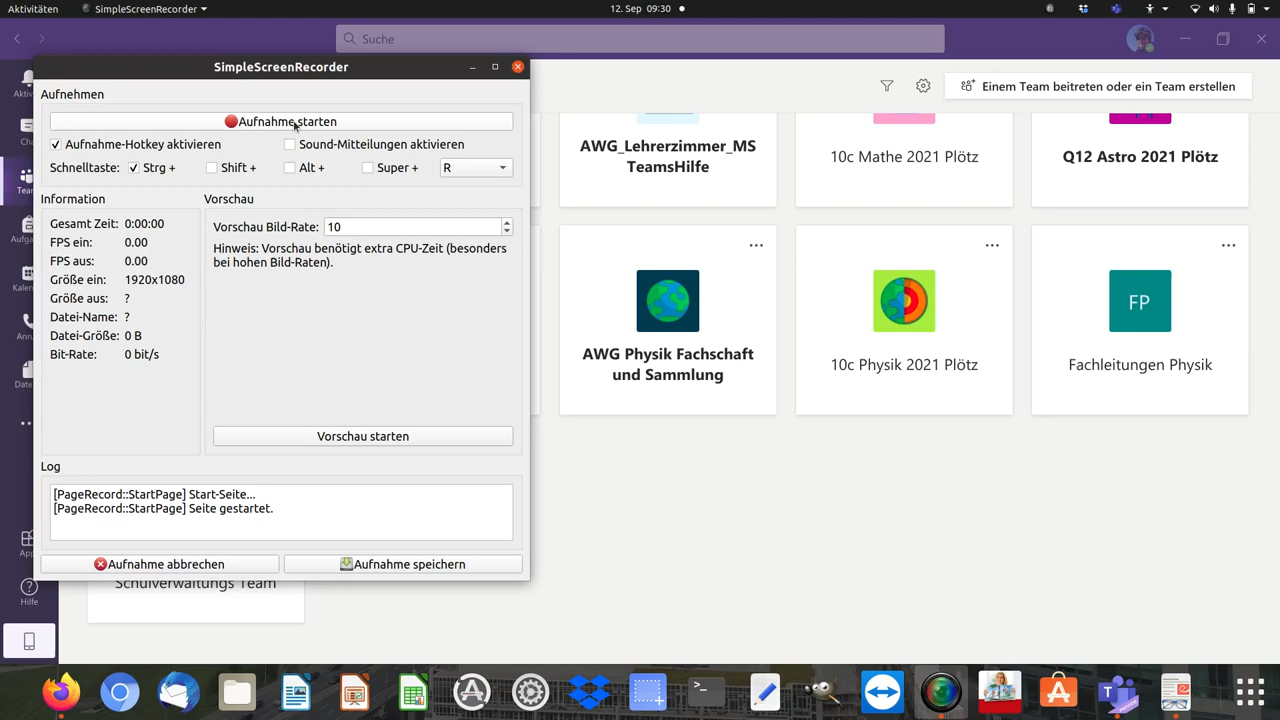 Aktivitäten
SimpleScreenRecorder
12. Sep 09:30
Suche
SimpleScreenRecorder
Aufnehmen
Aufnahme starten
Aufnahme-Hotkey aktivieren
Sound-Mitteilungen aktivieren
Schnelltaste:
Strg +
Shift +
Alt +
Super +
R
Information
Gesamt Zeit: 0:00:00
FPS ein: 0.00
FPS aus: 0.00
Größe ein: 1920x1080
Größe aus: ?
Datei-Name: ?
Datei-Größe: 0 B
Bit-Rate: 0 bit/s
Vorschau
Vorschau Bild-Rate: 10
Hinweis: Vorschau benötigt extra CPU-Zeit (besonders
bei hohen Bild-Raten).
Vorschau starten
Log
[PageRecord::StartPage] Start-Seite...
[PageRecord::StartPage] Seite gestartet.
Aufnahme abbrechen
Aufnahme speichern
Einem Team beitreten oder ein Team erstellen
AWG_Lehrerzimmer_MS
TeamsHilfe
10c Mathe 2021 Plötz
Q12 Astro 2021 Plötz
AWG Physik Fachschaft
und Sammlung
10c Physik 2021 Plötz
FP
Fachleitungen Physik
Schulverwaltungs Team
Hilfe